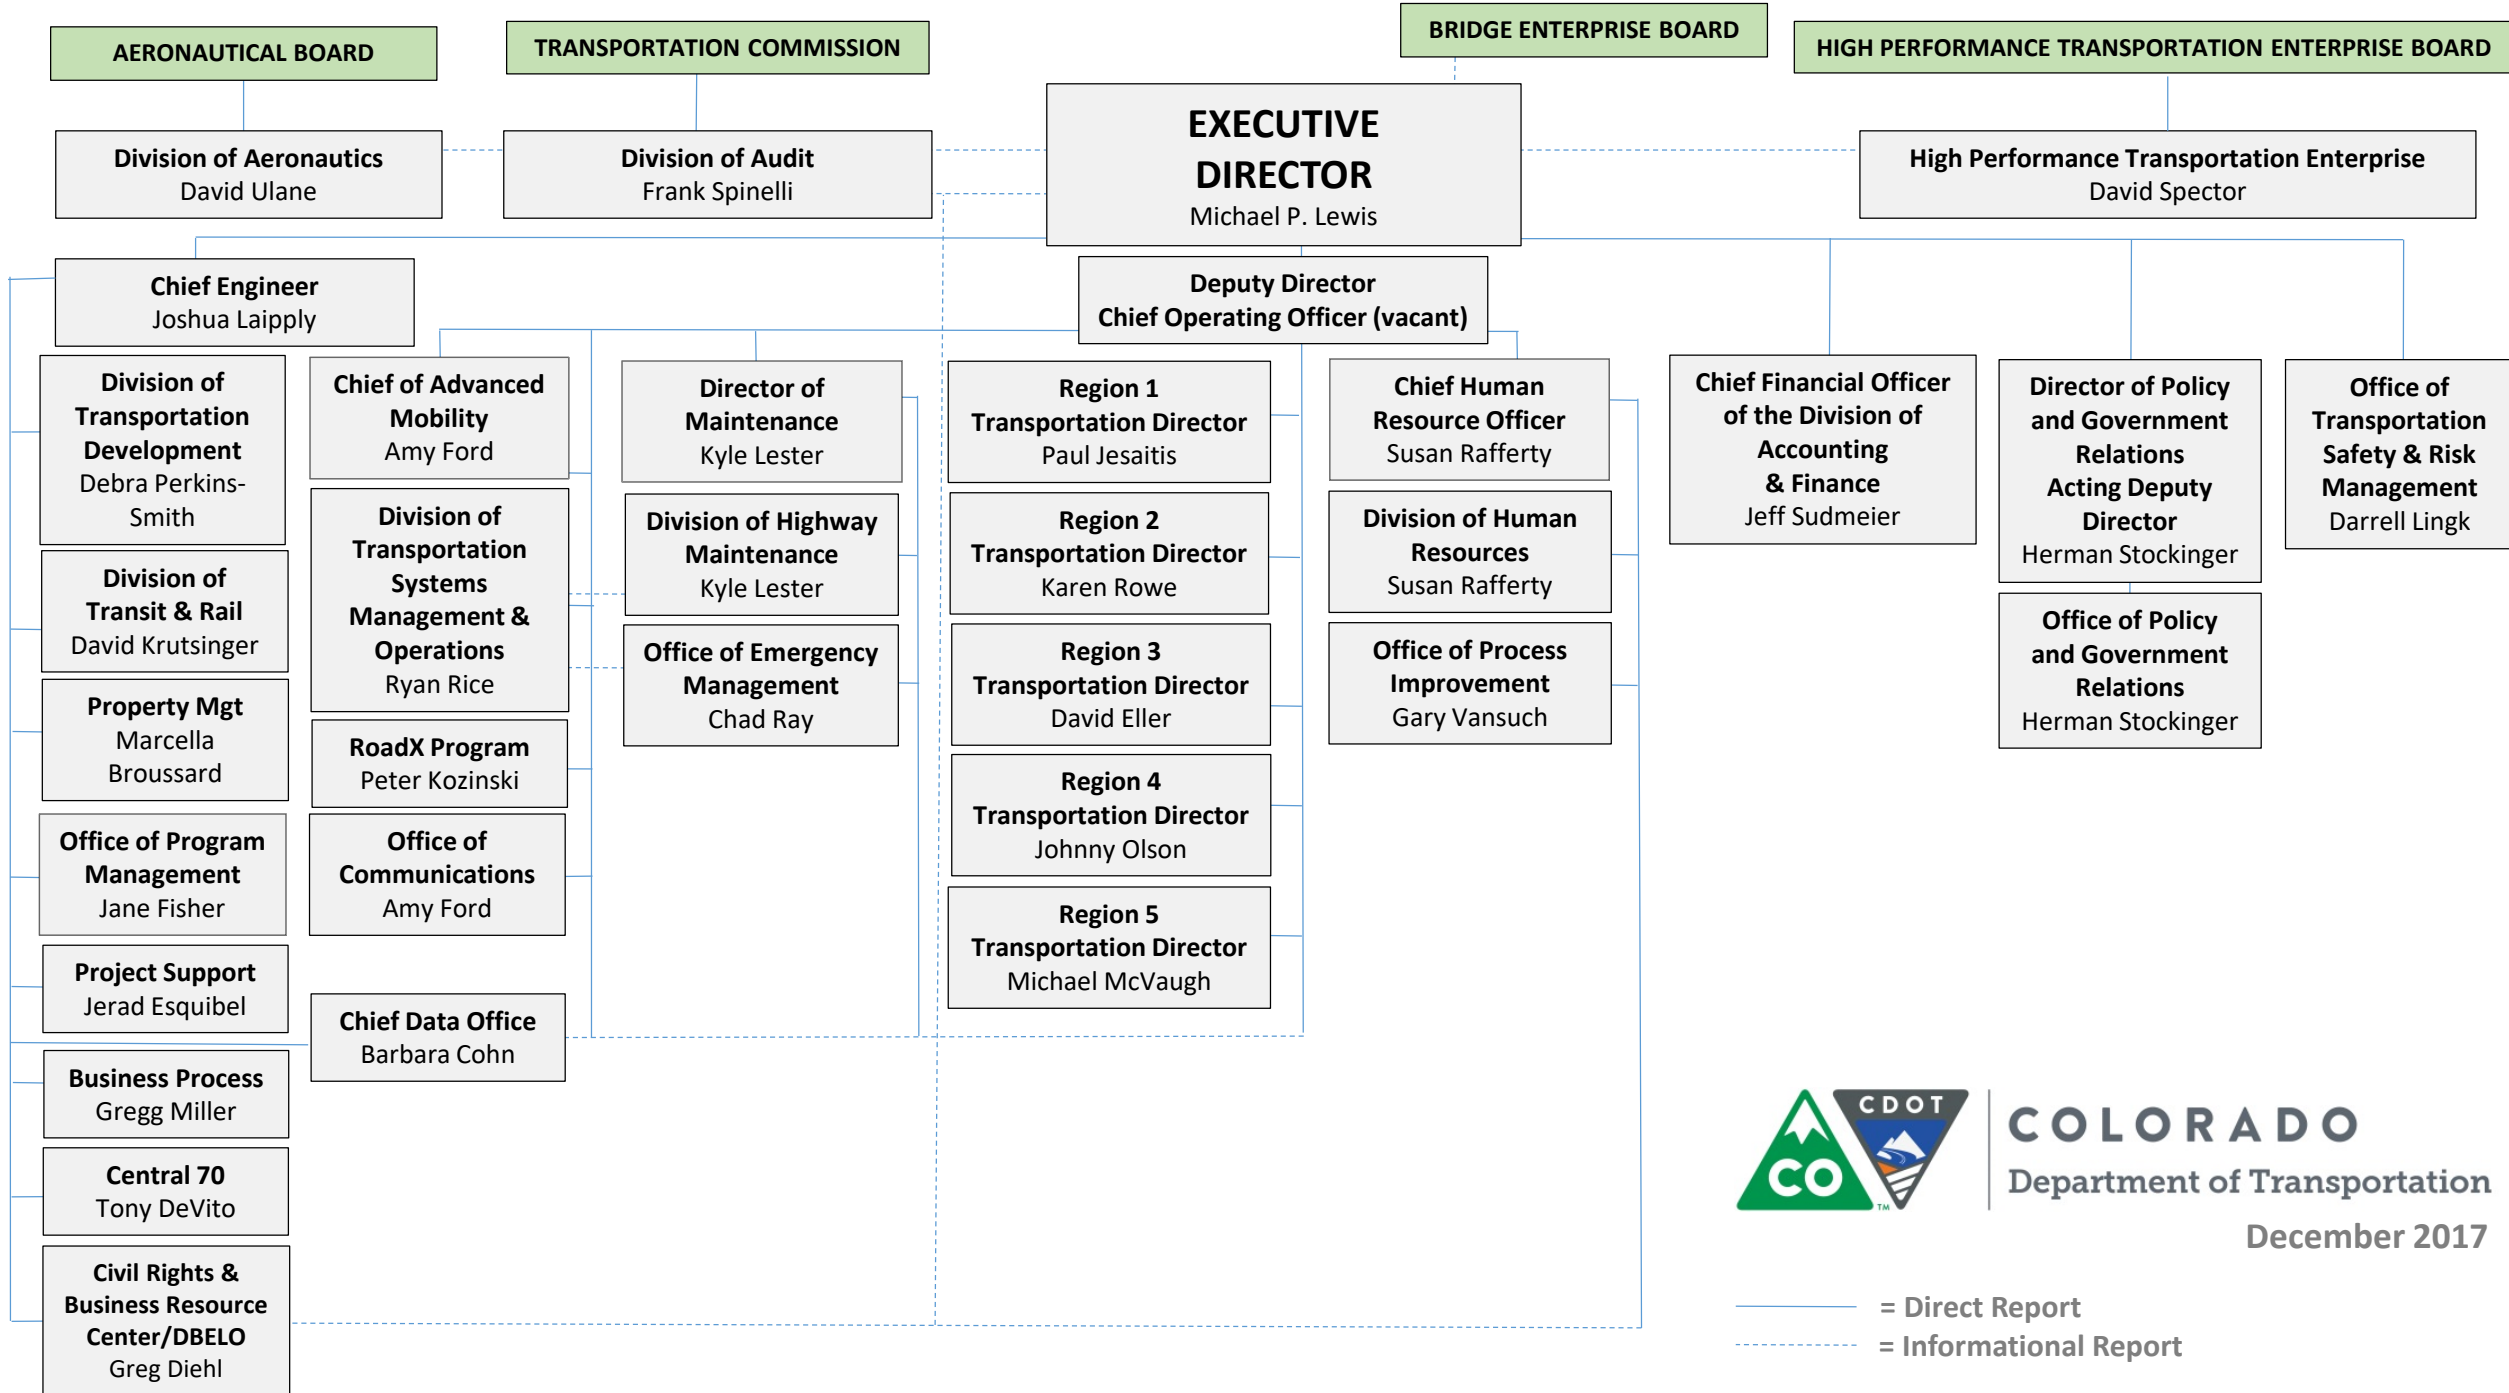 AERONAUTICAL BOARD
TRANSPORTATION COMMISSION
BRIDGE ENTERPRISE BOARD
HIGH PERFORMANCE TRANSPORTATION ENTERPRISE BOARD
Division of Aeronautics
David Ulane
Division of Audit
Frank Spinelli
EXECUTIVE
DIRECTOR
Michael P. Lewis
High Performance Transportation Enterprise
David Spector
Chief Engineer
Joshua Laipply
Deputy Director
Chief Operating Officer (vacant)
Division of
Transportation
Development
Debra Perkins-
Smith
Division of
Transit & Rail
David Krutsinger
Property Mgt
Marcella
Broussard
Office of Program
Management
Jane Fisher
Project Support
Jerad Esquibel
Business Process
Gregg Miller
Central 70
Tony DeVito
Civil Rights &
Business Resource
Center/DBELO
Greg Diehl
Chief of Advanced
Mobility
Amy Ford
Division of
Transportation
Systems
Management &
Operations
Ryan Rice
RoadX Program
Peter Kozinski
Office of
Communications
Amy Ford
Chief Data Office
Barbara Cohn
Director of
Maintenance
Kyle Lester
Division of Highway
Maintenance
Kyle Lester
Office of Emergency
Management
Chad Ray
Region 1
Transportation Director
Paul Jesaitis
Region 2
Transportation Director
Karen Rowe
Region 3
Transportation Director
David Eller
Region 4
Transportation Director
Johnny Olson
Region 5
Transportation Director
Michael McVaugh
Chief Human
Resource Officer
Susan Rafferty
Division of Human
Resources
Susan Rafferty
Office of Process
Improvement
Gary Vansuch
Chief Financial Officer
of the Division of
Accounting
& Finance
Jeff Sudmeier
Director of Policy
and Government
Relations
Acting Deputy
Director
Herman Stockinger
Office of Policy
and Government
Relations
Herman Stockinger
Office of
Transportation
Safety & Risk
Management
Darrell Lingk
CO
TM
CDOT
COLORADO
Department of Transportation
December 2017
= Direct Report
= Informational Report